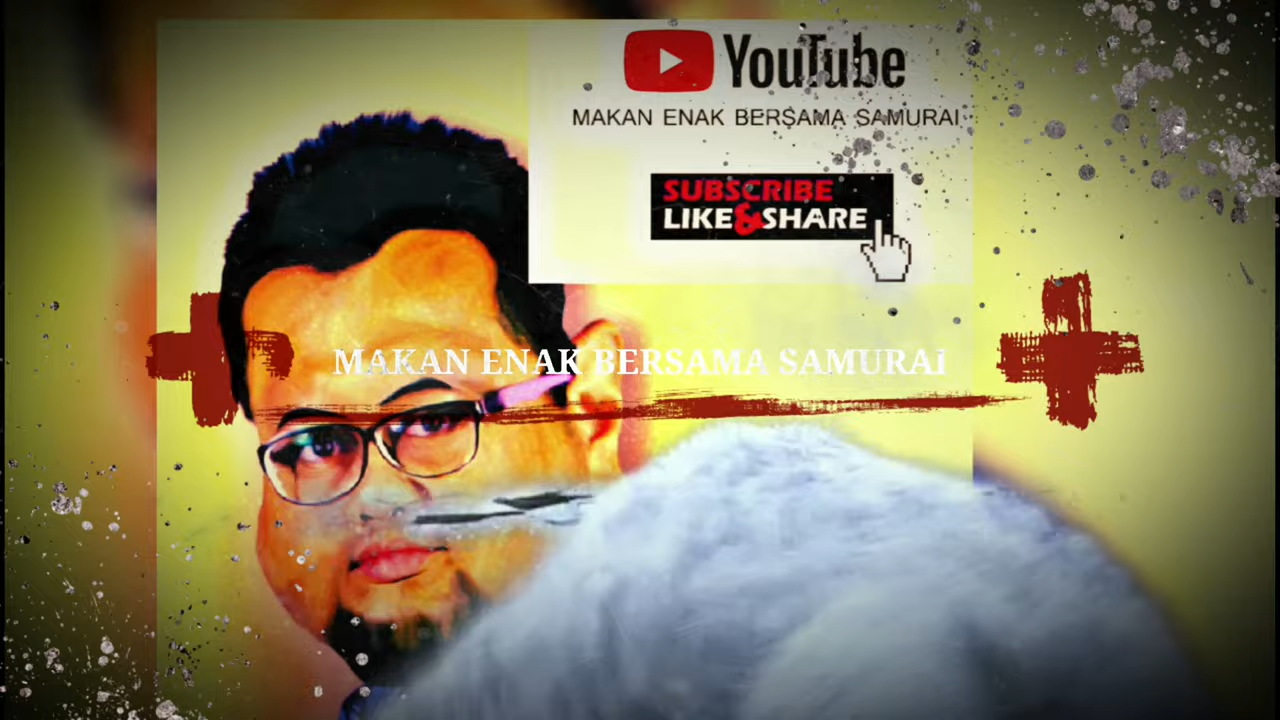 YouTube
MAKAN ENAK BERSAMA SAMURAI
SUBSCRIBE
LIKE&SHARE
MAKAN ENAK BERSAMA SAMURAI